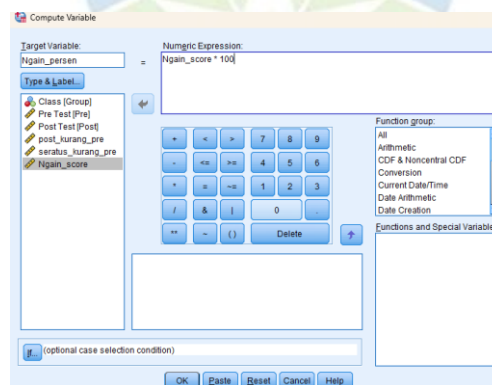 Compute Variable
Target Variable:
Ngain_persen
=
Numeric Expression:
Ngain_score * 100
Type & Label...
Class [Group]
Pre Test [Pre]
Post Test [Post]
post_kurang_pre
seratus_kurang_pre
Ngain_score
+ < > 7 8 9
- <= >= 4 5 6
* = ~= 1 2 3
/ & | 0 .
** ~ ( ) Delete
Function group:
All
Arithmetic
CDF & Noncentral CDF
Conversion
Current Date/Time
Date Arithmetic
Date Creation
Functions and Special Variable
If... (optional case selection condition)
OK Paste Reset Cancel Help